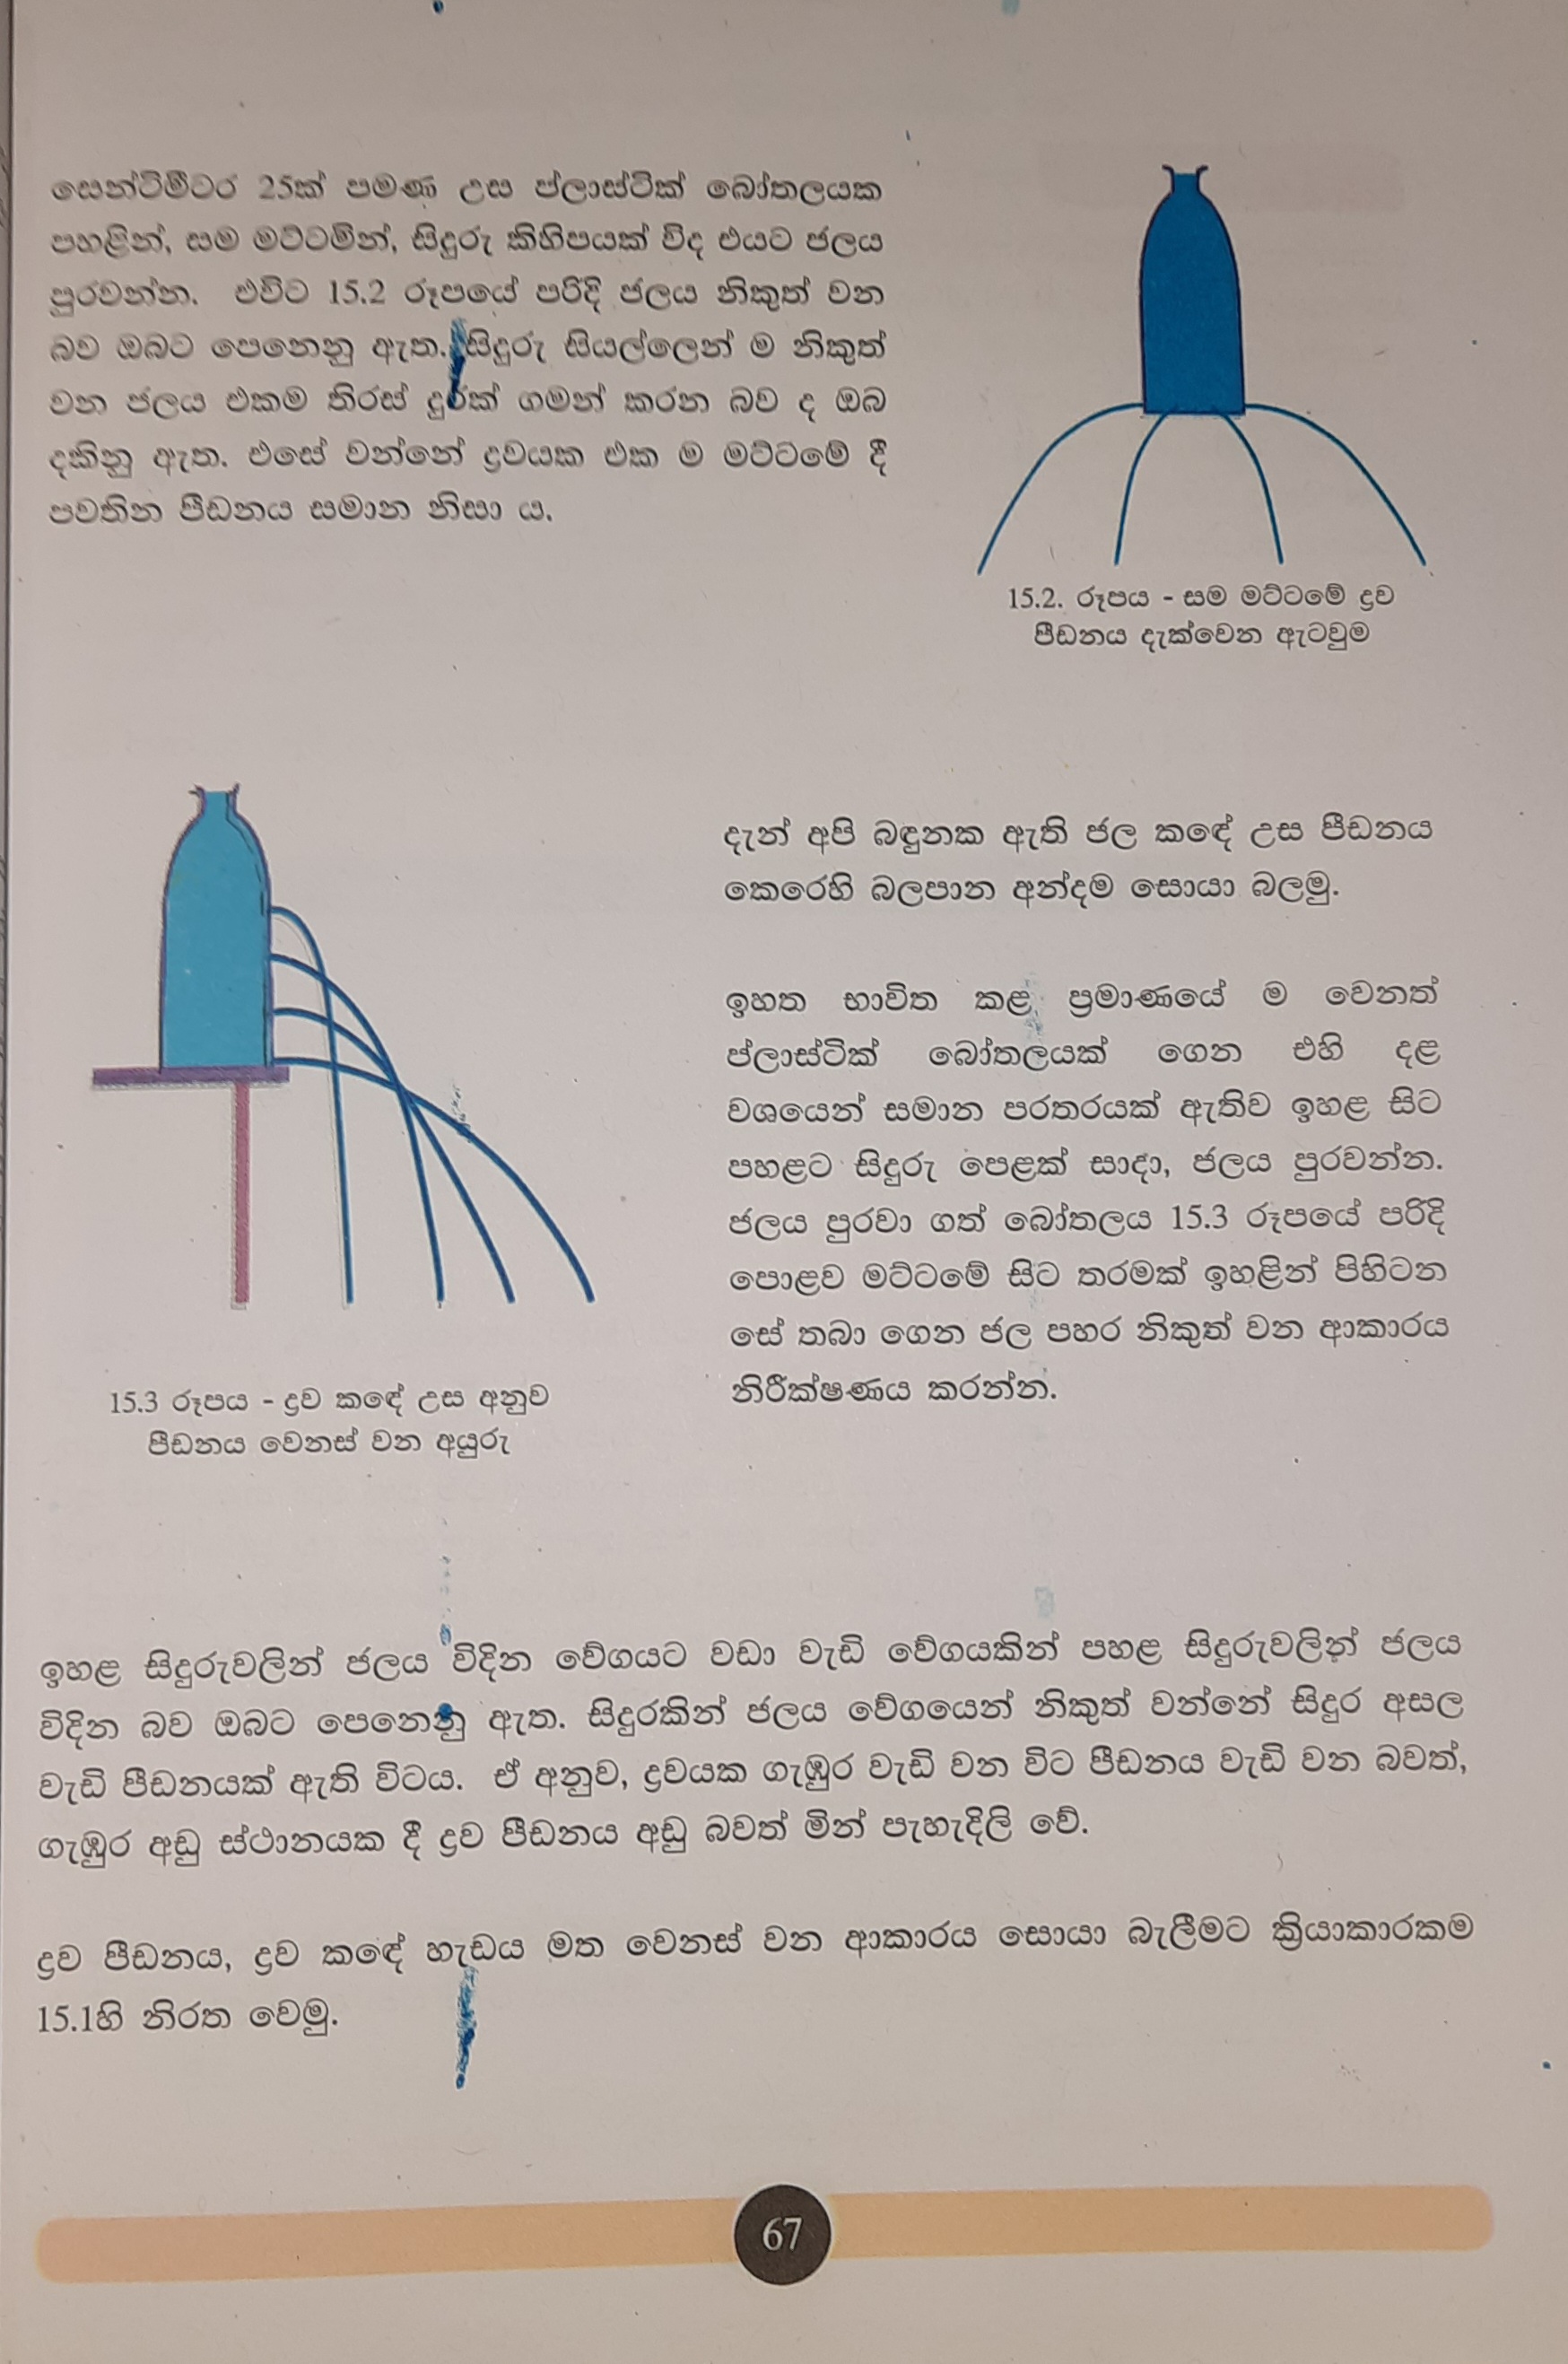 සෙන්ටිමීටර 25ක් පමණ උස ප්ලාස්ටික් බෝතලයක
පහළින්, සම මට්ටමින්, සිදුරු කිහිපයක් විද එයට ජලය
පුරවන්න. එවිට 15.2 රූපයේ පරිදි ජලය නිකුත් වන
බව ඔබට පෙනෙනු ඇත. සිදුරු සියල්ලෙන් ම නිකුත්
වන ජලය එකම තිරස් දුරක් ගමන් කරන බව ද ඔබ
දකිනු ඇත. එසේ වන්නේ ද්‍රවයක එක ම මට්ටමේ දී
පවතින පීඩනය සමාන නිසා ය.
15.2. රූපය - සම මට්ටමේ ද්‍රව
පීඩනය දැක්වෙන ඇටවුම
දැන් අපි බඳුනක ඇති ජල කඳේ උස පීඩනය
කෙරෙහි බලපාන අන්දම සොයා බලමු.
ඉහත භාවිත කළ ප්‍රමාණයේ ම වෙනත්
ප්ලාස්ටික් බෝතලයක් ගෙන එහි දළ
වශයෙන් සමාන පරතරයක් ඇතිව ඉහළ සිට
පහළට සිදුරු පෙළක් සාදා, ජලය පුරවන්න.
ජලය පුරවා ගත් බෝතලය 15.3 රූපයේ පරිදි
පොළව මට්ටමේ සිට තරමක් ඉහළින් පිහිටන
සේ තබා ගෙන ජල පහර නිකුත් වන ආකාරය
නිරීක්ෂණය කරන්න.
15.3 රූපය - ද්‍රව කඳේ උස අනුව
පීඩනය වෙනස් වන අයුරු
ඉහළ සිදුරුවලින් ජලය විදින වේගයට වඩා වැඩි වේගයකින් පහළ සිදුරුවලින් ජලය
විදින බව ඔබට පෙනෙනු ඇත. සිදුරකින් ජලය වේගයෙන් නිකුත් වන්නේ සිදුර අසල
වැඩි පීඩනයක් ඇති විටය. ඒ අනුව, ද්‍රවයක ගැඹුර වැඩි වන විට පීඩනය වැඩි වන බවත්,
ගැඹුර අඩු ස්ථානයක දී ද්‍රව පීඩනය අඩු බවත් මින් පැහැදිලි වේ.
ද්‍රව පීඩනය, ද්‍රව කඳේ හැඩය මත වෙනස් වන ආකාරය සොයා බැලීමට ක්‍රියාකාරකම
15.1හි නිරත වෙමු.
67